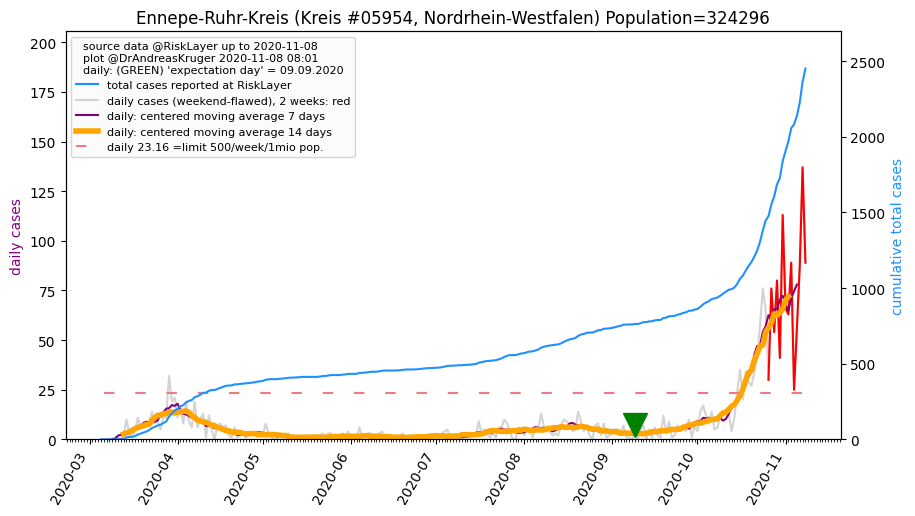 Ennepe-Ruhr-Kreis (Kreis #05954, Nordrhein-Westfalen) Population=324296
source data @RiskLayer up to 2020-11-08
plot @DrAndreasKruger 2020-11-08 08:01
daily: (GREEN) 'expectation day' = 09.09.2020
total cases reported at RiskLayer
daily cases (weekend-flawed), 2 weeks: red
daily: centered moving average 7 days
daily: centered moving average 14 days
daily 23.16 =limit 500/week/1mio pop.
daily cases
200
175
150
125
100
75
50
25
0
cumulative total cases
2500
2000
1500
1000
500
0
2020-03
2020-04
2020-05
2020-06
2020-07
2020-08
2020-09
2020-10
2020-11